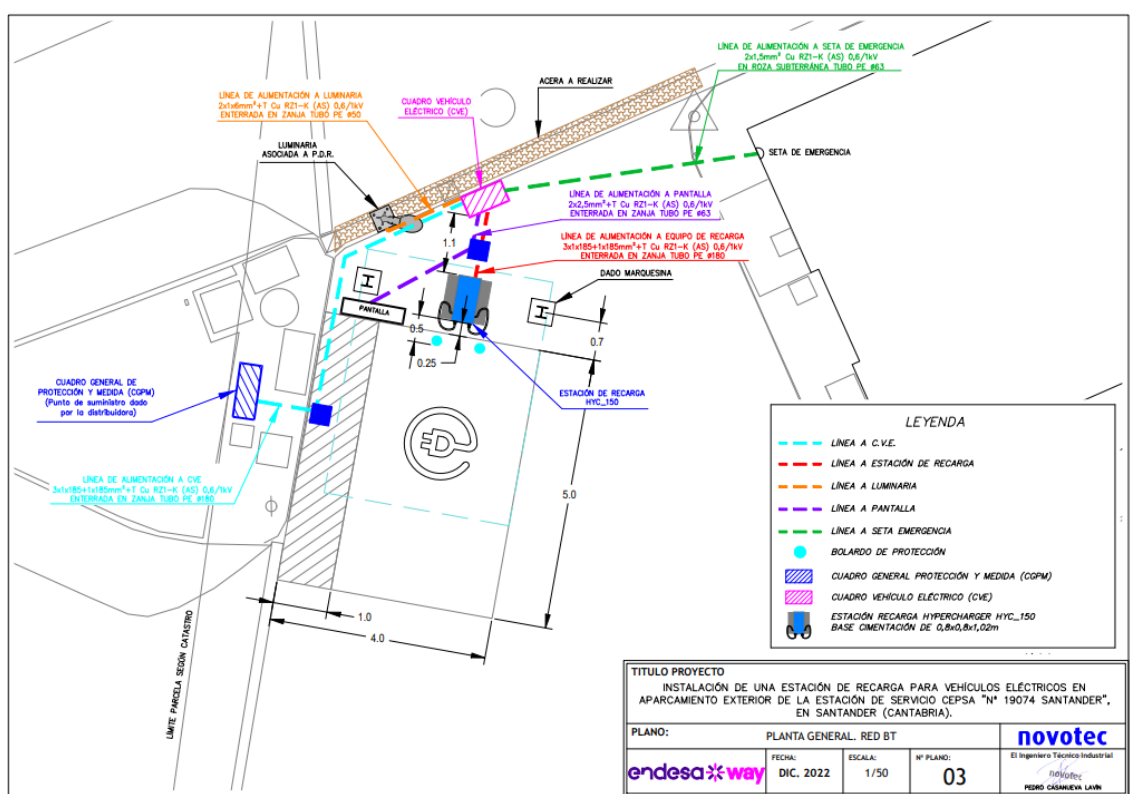 LÍNEA DE ALIMENTACIÓN A SETA DE EMERGENCIA
2x1,5mm² Cu RZ1-K (AS) 0,6/1kV
EN ROZA SUBTERRÁNEA TUBO PE ø63
ACERA A REALIZAR
LÍNEA DE ALIMENTACIÓN A LUMINARIA
2x1x6mm²+T Cu RZ1-K (AS) 0,6/1kV
ENTERRADA EN ZANJA TUBO PE ø50
CUADRO VEHÍCULO
ELÉCTRICO (CVE)
LUMINARIA
ASOCIADA A P.D.R.
SETA DE EMERGENCIA
LÍNEA DE ALIMENTACIÓN A PANTALLA
2x2,5mm²+T Cu RZ1-K (AS) 0,6/1kV
ENTERRADA EN ZANJA TUBO PE ø63
LÍNEA DE ALIMENTACIÓN A EQUIPO DE RECARGA
3x1x185+1x185mm²+T Cu RZ1-K (AS) 0,6/1kV
ENTERRADA EN ZANJA TUBO PE ø180
1.1
DADO MARQUESINA
PANTALLA
0.5
0.7
0.25
CUADRO GENERAL DE
PROTECCIÓN Y MEDIDA (CGPM)
(Punto de suministro dado
por la distribuidora)
ESTACIÓN DE RECARGA
HYC_150
LÍNEA DE ALIMENTACIÓN A CVE
3x1x185+1x185mm²+T Cu RZ1-K (AS) 0,6/1kV
ENTERRADA EN ZANJA TUBO PE ø180
5.0
1.0
4.0
LÍMITE PARCELA SEGÚN CATASTRO
LEYENDA
LÍNEA A C.V.E.
LÍNEA A ESTACIÓN DE RECARGA
LÍNEA A LUMINARIA
LÍNEA A PANTALLA
LÍNEA A SETA EMERGENCIA
BOLARDO DE PROTECCIÓN
CUADRO GENERAL PROTECCIÓN Y MEDIDA (CGPM)
CUADRO VEHÍCULO ELÉCTRICO (CVE)
ESTACIÓN RECARGA HYPERCHARGER HYC_150
BASE CIMENTACIÓN DE 0,8x0,8x1,02m
TITULO PROYECTO
INSTALACIÓN DE UNA ESTACIÓN DE RECARGA PARA VEHÍCULOS ELÉCTRICOS EN
APARCAMIENTO EXTERIOR DE LA ESTACIÓN DE SERVICIO CEPSA "Nº 19074 SANTANDER",
EN SANTANDER (CANTABRIA).
PLANO:
PLANTA GENERAL. RED BT
novotec
endesa way
FECHA:
DIC. 2022
ESCALA:
1/50
Nº PLANO:
03
El Ingeniero Técnico Industrial
novotec
PEDRO CASANUEVA LAVÍN